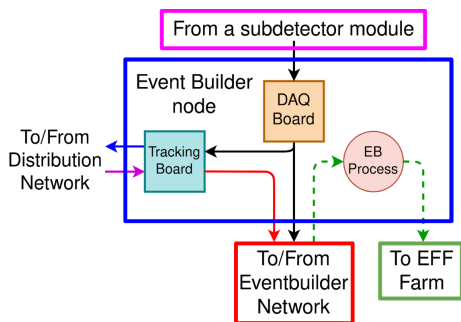 From a subdetector module
Event Builder
node
DAQ
Board
To/From
Distribution
Network
Tracking
Board
EB
Process
To/From
Eventbuilder
Network
To EFF
Farm